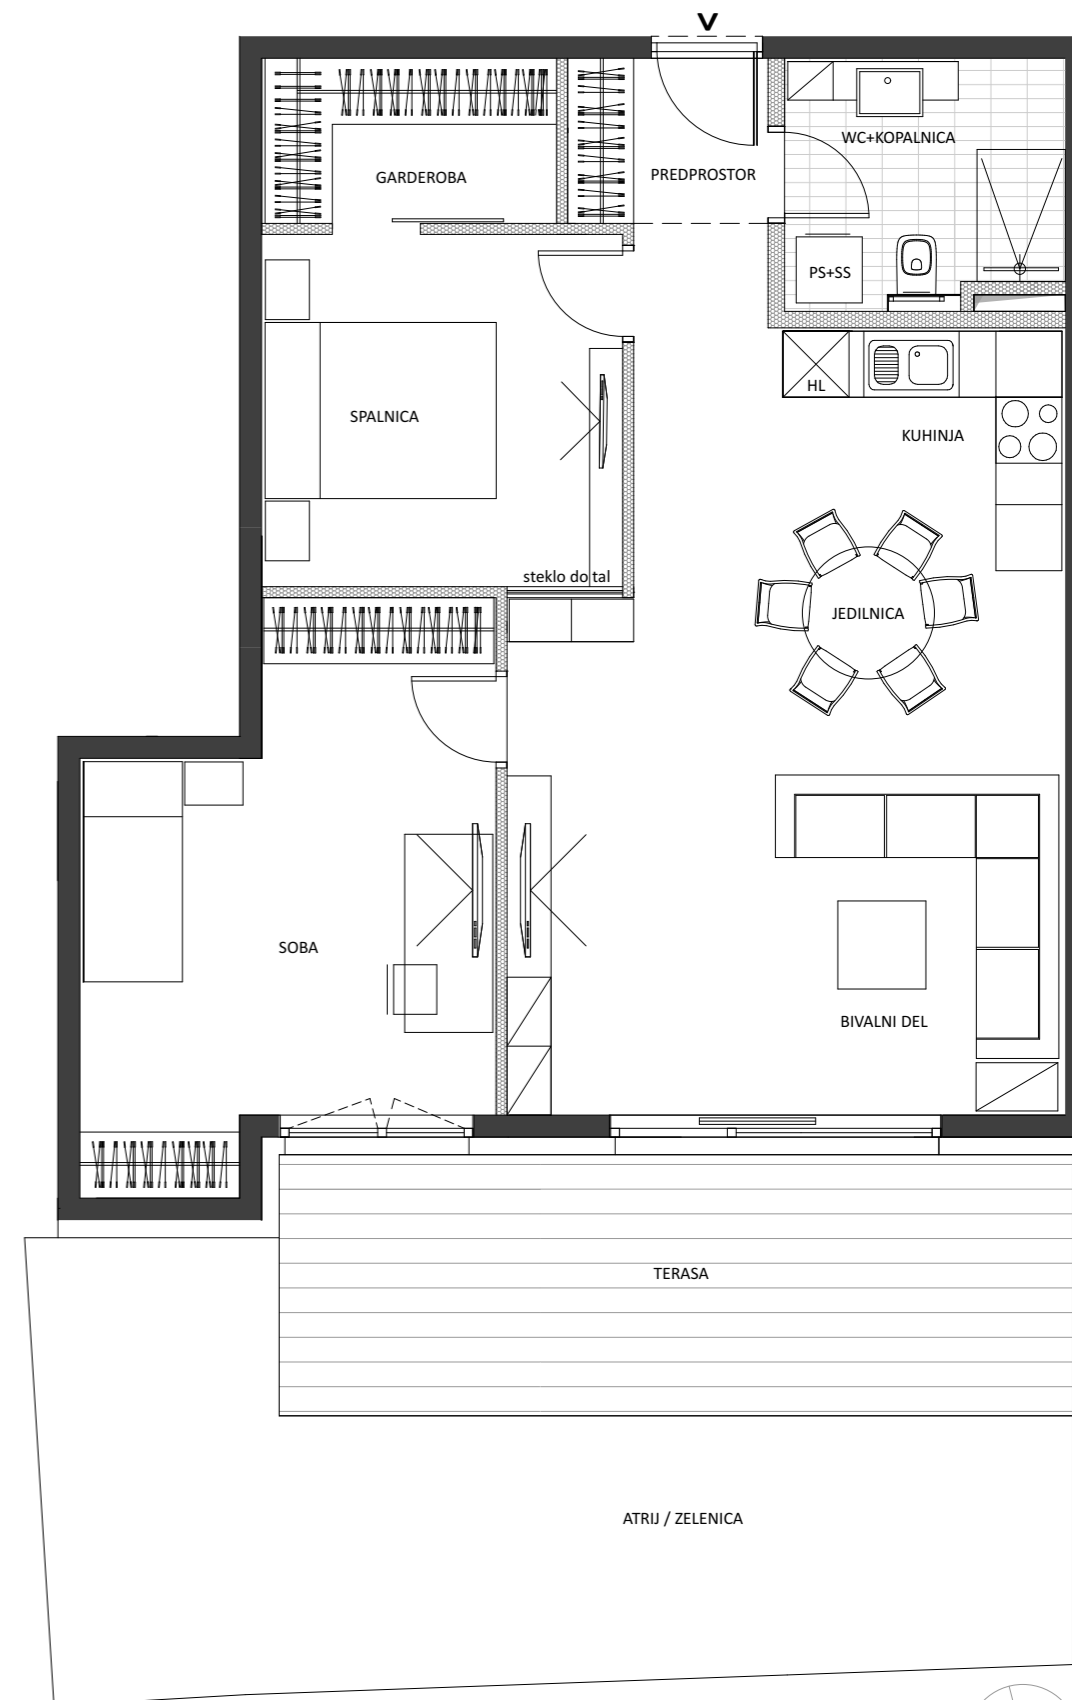 V
WC+KOPALNICA
GARDEROBA
PREDPROSTOR
PS+SS
HL
SPALNICA
KUHINJA
steklo do tal
JEDILNICA
SOBA
BIVALNI DEL
TERASA
ATRIJ / ZELENICA